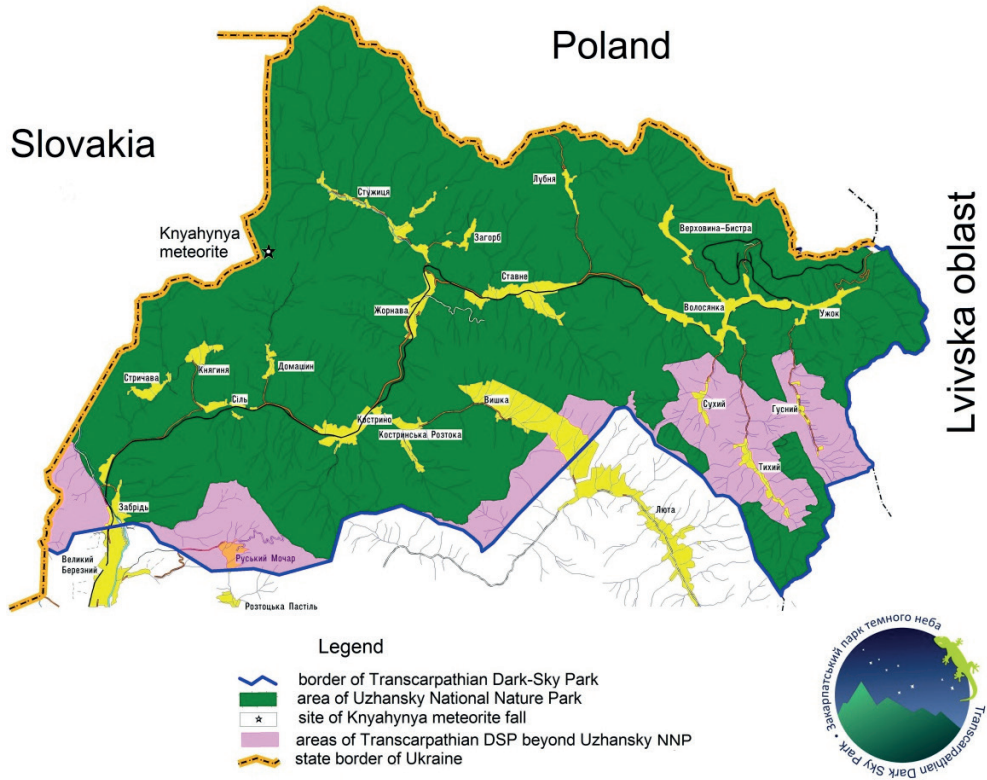 Poland
Slovakia
Lvivska oblast
Knyahynya
meteorite
Стужиця
Лубня
Загорб
Верховина-Бистра
Ставне
Жорнава
Волосянка
Ужок
Стричава
Княгиня
Домашин
Сіль
Кострино
Костринська Розтока
Вишка
Сухий
Гусний
Тихий
Забрідь
Люта
Великий
Березний
Руський Мочар
Розтоцька Пастіль
Legend
border of Transcarpathian Dark-Sky Park
area of Uzhansky National Nature Park
site of Knyahynya meteorite fall
areas of Transcarpathian DSP beyond Uzhansky NNP
state border of Ukraine
Закарпатський парк темного неба
Transcarpathian Dark Sky Park